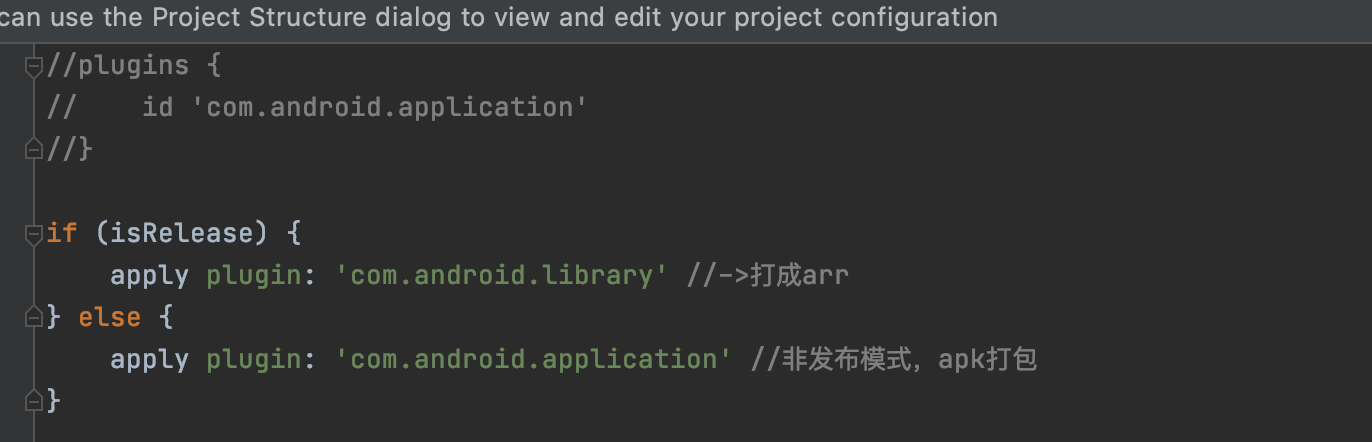 can use the Project Structure dialog to view and edit your project configuration
//plugins {
//    id 'com.android.application'
//}
if (isRelease) {
    apply plugin: 'com.android.library' //->打成arr
} else {
    apply plugin: 'com.android.application' //非发布模式，apk打包
}